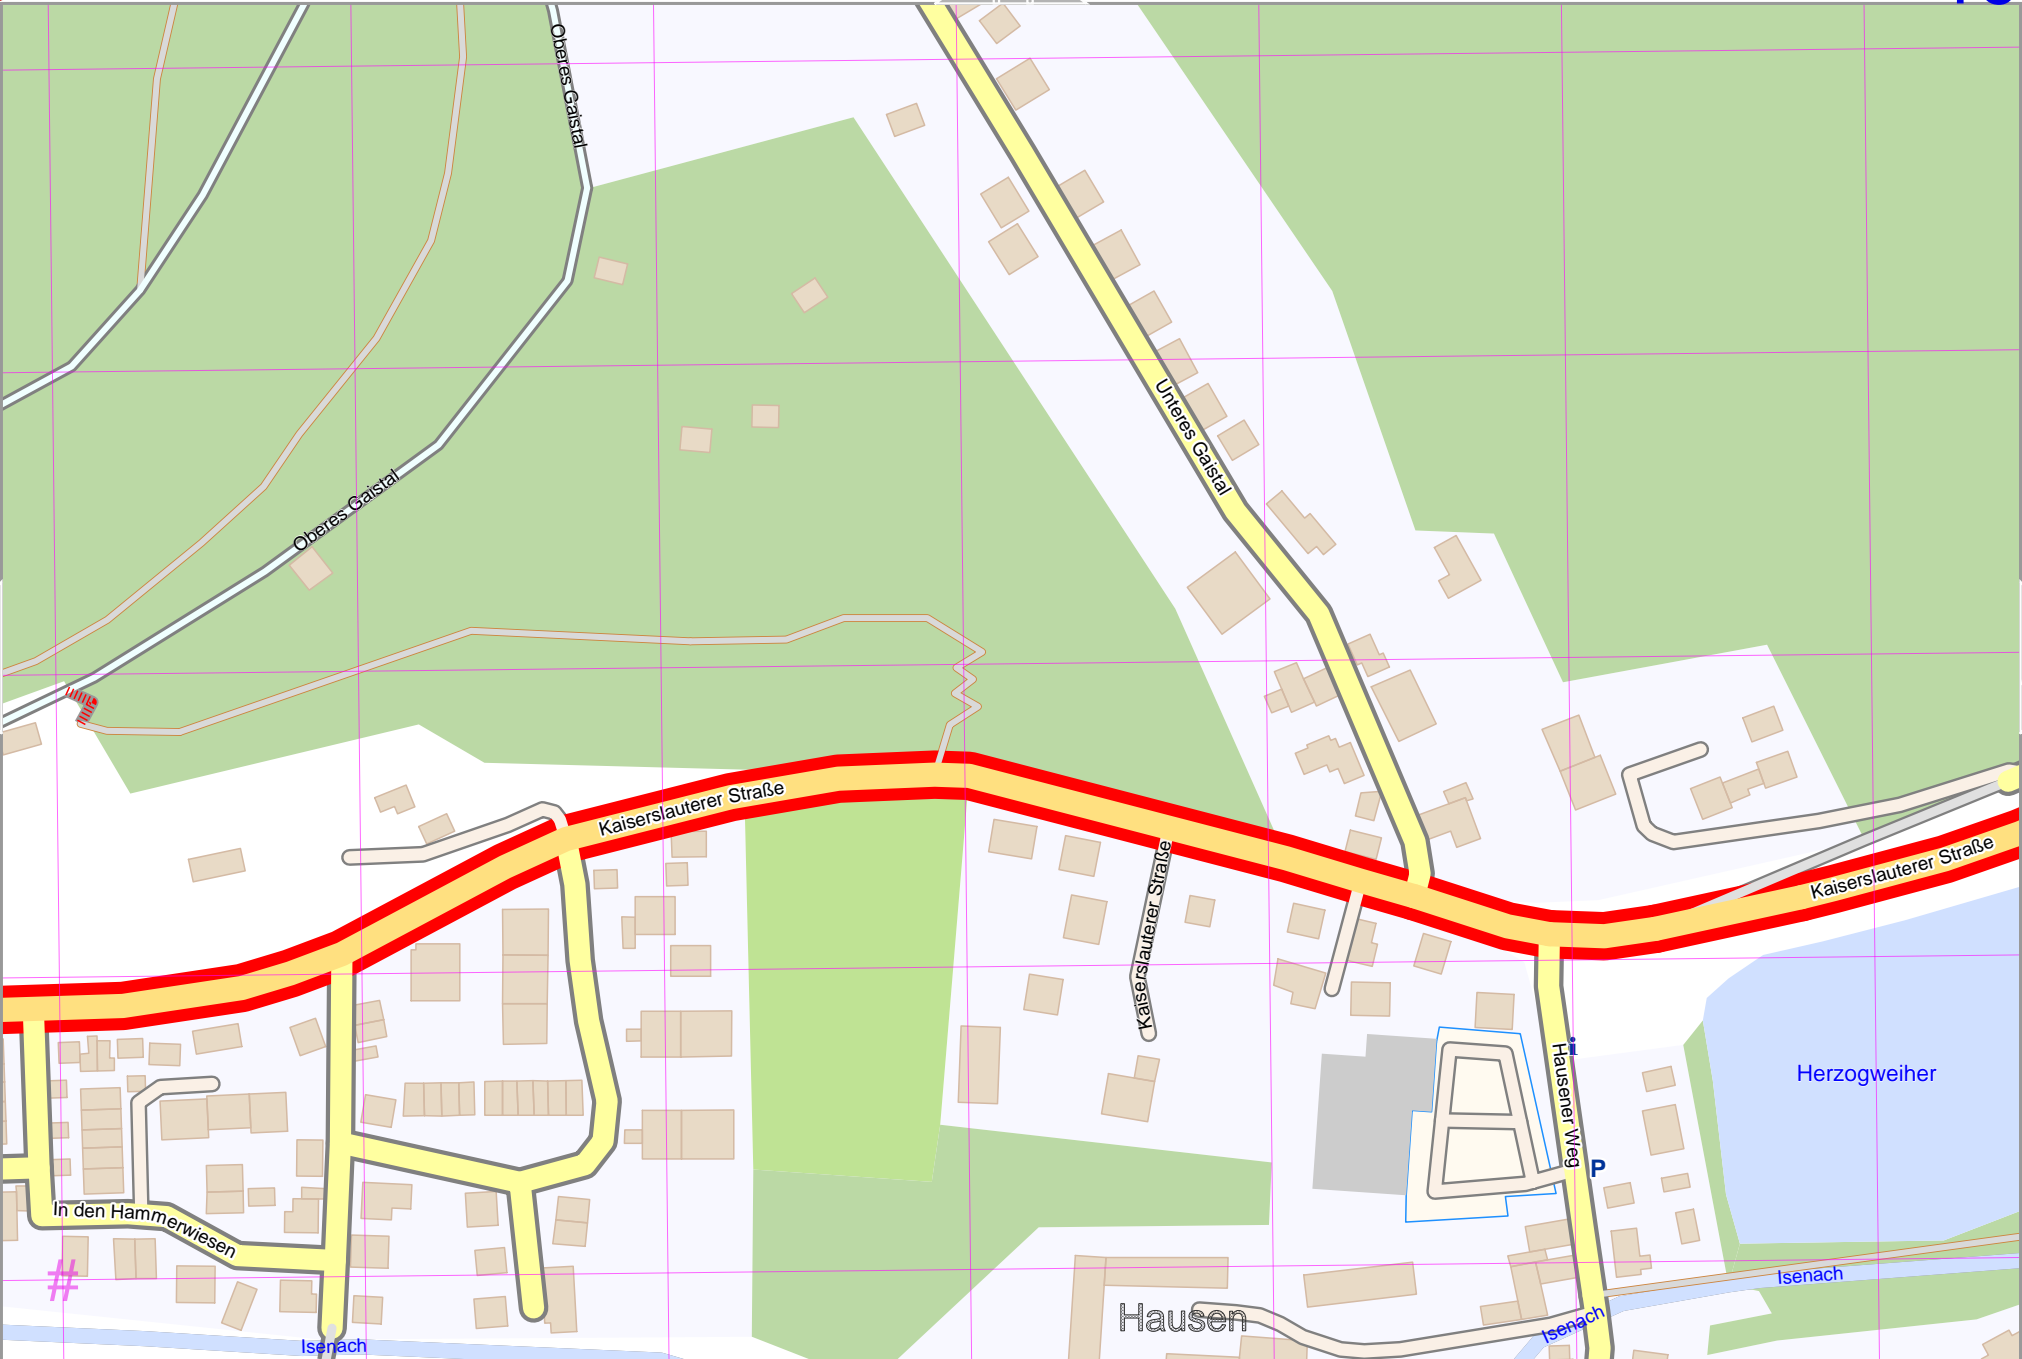 Oberes Gaistal
Unteres Gaistal
Oberes Gaistal
Kaiserslauterer Straße
Kaiserslauterer Straße
Kaiserslauterer Straße
Hausener Weg
i
Herzogweiher
P
In den Hammerwiesen
#
Isenach
Hausen
Isenach
Isenach